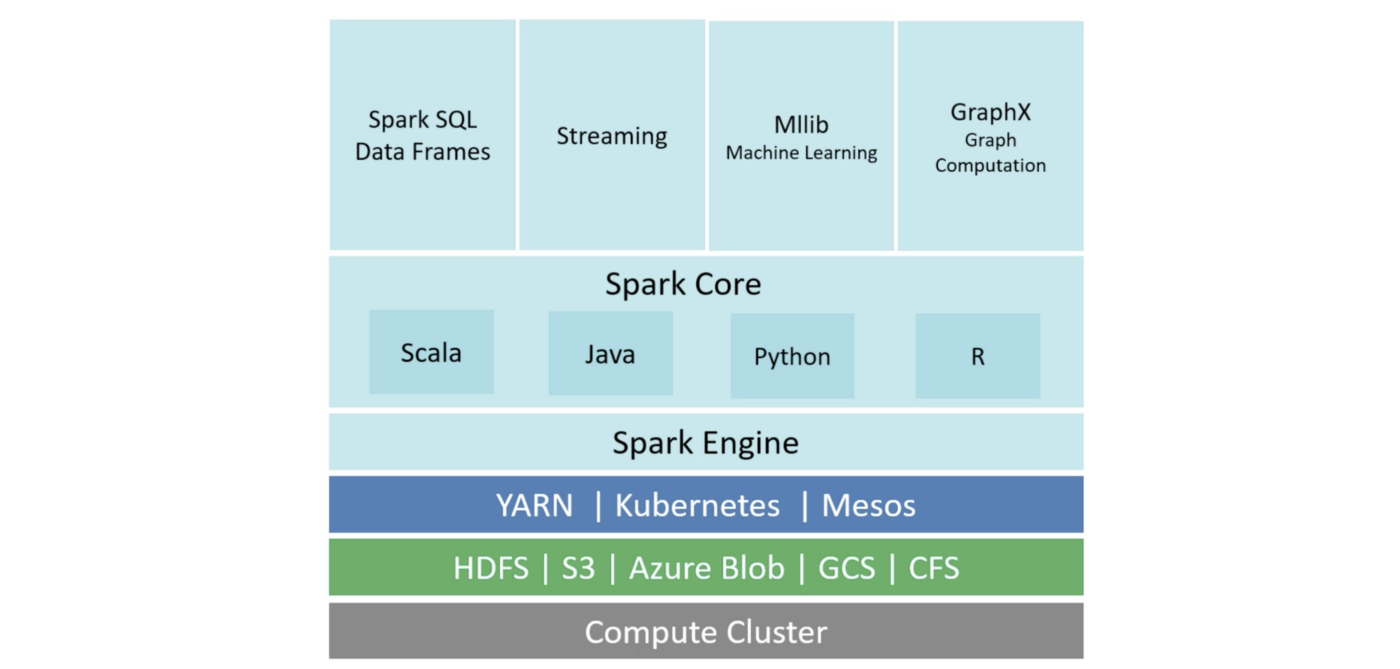 Spark SQL
Data Frames
Streaming
Mllib
Machine Learning
GraphX
Graph
Computation
Spark Core
Scala
Java
Python
R
Spark Engine
YARN | Kubernetes | Mesos
HDFS | S3 | Azure Blob | GCS | CFS
Compute Cluster